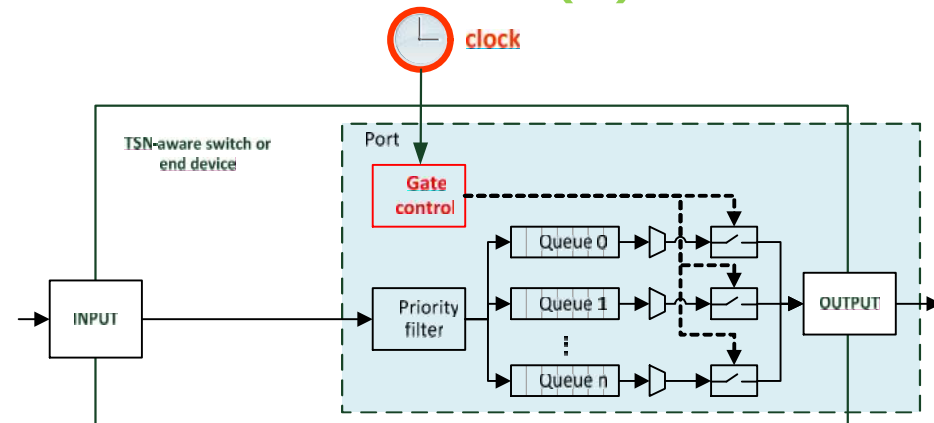 clock
TSN-aware switch or
end device
Port
Gate
control
Queue 0
INPUT
Priority
filter
Queue 1
OUTPUT
Queue n